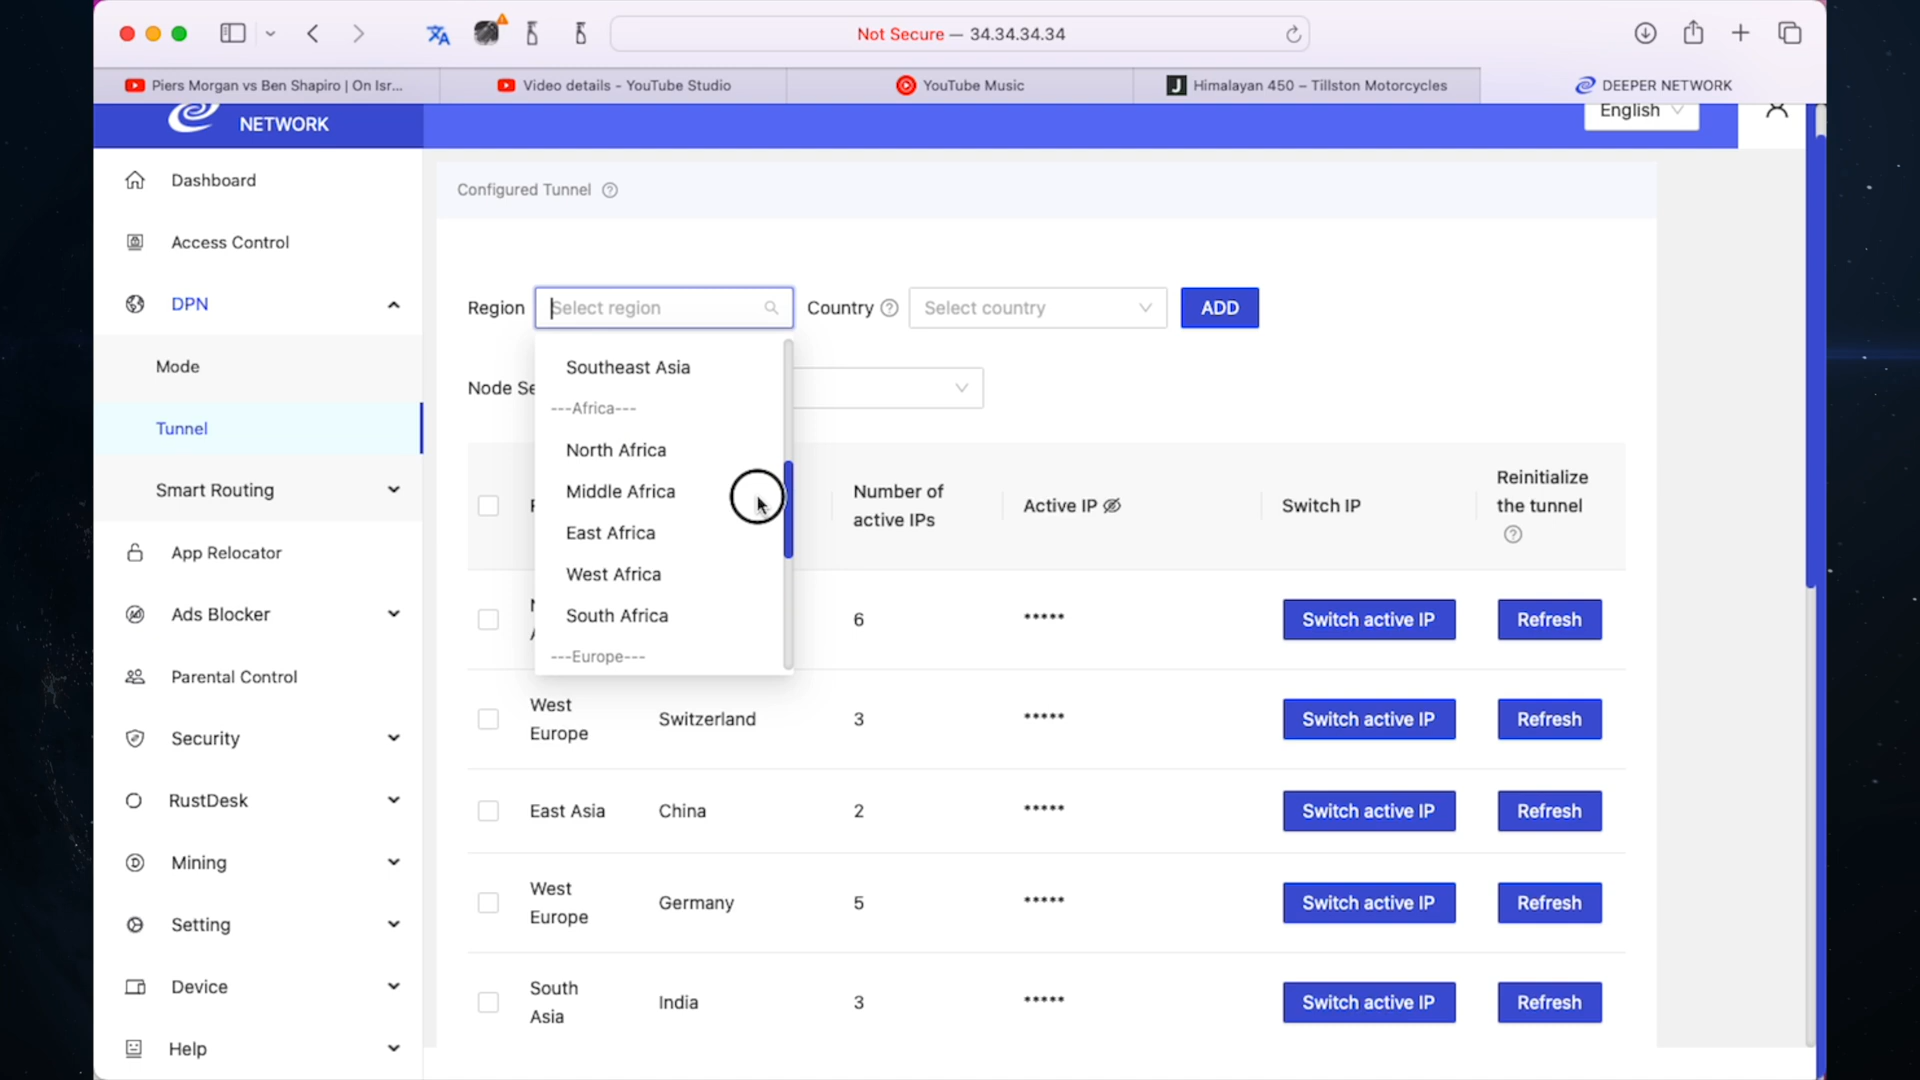 Not Secure — 34.34.34.34
Piers Morgan vs Ben Shapiro | On Isr...
Video details - YouTube Studio
YouTube Music
Himalayan 450 – Tillston Motorcycles
DEEPER NETWORK
NETWORK
English
Dashboard
Access Control
DPN
Mode
Tunnel
Smart Routing
App Relocator
Ads Blocker
Parental Control
Security
RustDesk
Mining
Setting
Device
Help
Configured Tunnel
Region
Select region
Country
Select country
ADD
Node Se
Southeast Asia
---Africa---
North Africa
Middle Africa
East Africa
West Africa
South Africa
---Europe---
Number of
active IPs
Active IP
Switch IP
Reinitialize
the tunnel
6 ***** Switch active IP Refresh
West
Europe
Switzerland 3 ***** Switch active IP Refresh
East Asia China 2 ***** Switch active IP Refresh
West
Europe
Germany 5 ***** Switch active IP Refresh
South
Asia
India 3 ***** Switch active IP Refresh